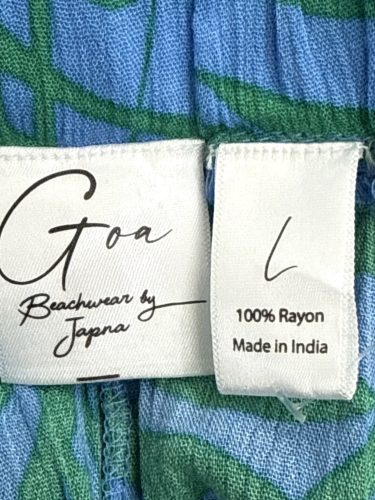 Goa
Beachwear by
Japna
L
100% Rayon
Made in India